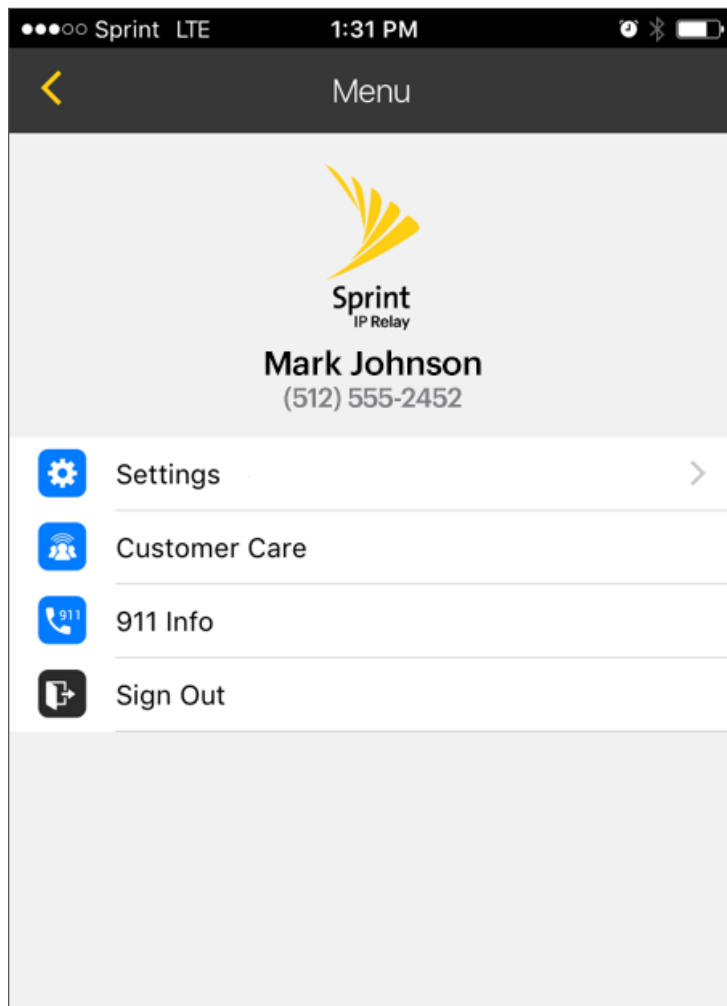 Sprint LTE 1:31 PM
Menu
Sprint
IP Relay
Mark Johnson
(512) 555-2452
Settings
Customer Care
911
911 Info
Sign Out